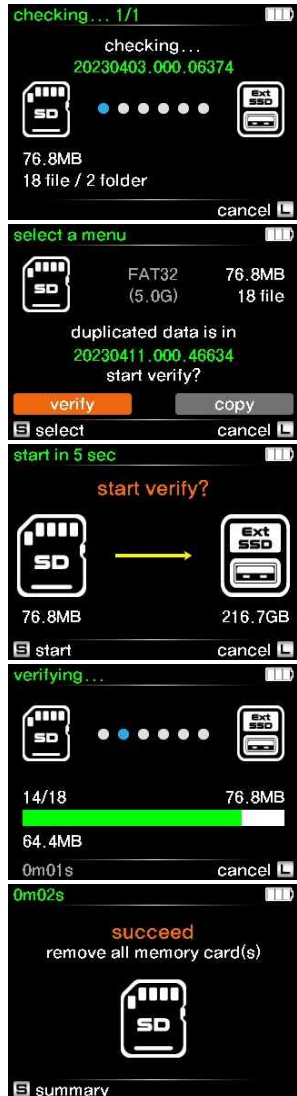 checking... 1/1
checking...
20230403.000.06374
SD
Ext
SSD
76.8MB
18 file / 2 folder
cancel L
select a menu
SD
FAT32 76.8MB
(5.0G) 18 file
duplicated data is in
20230411.000.46634
start verify?
verify copy
S select cancel L
start in 5 sec
start verify?
SD
Ext
SSD
76.8MB 216.7GB
S start cancel L
verifying...
SD
Ext
SSD
14/18 76.8MB
64.4MB
0m01s cancel L
0m02s
succeed
remove all memory card(s)
SD
S summary